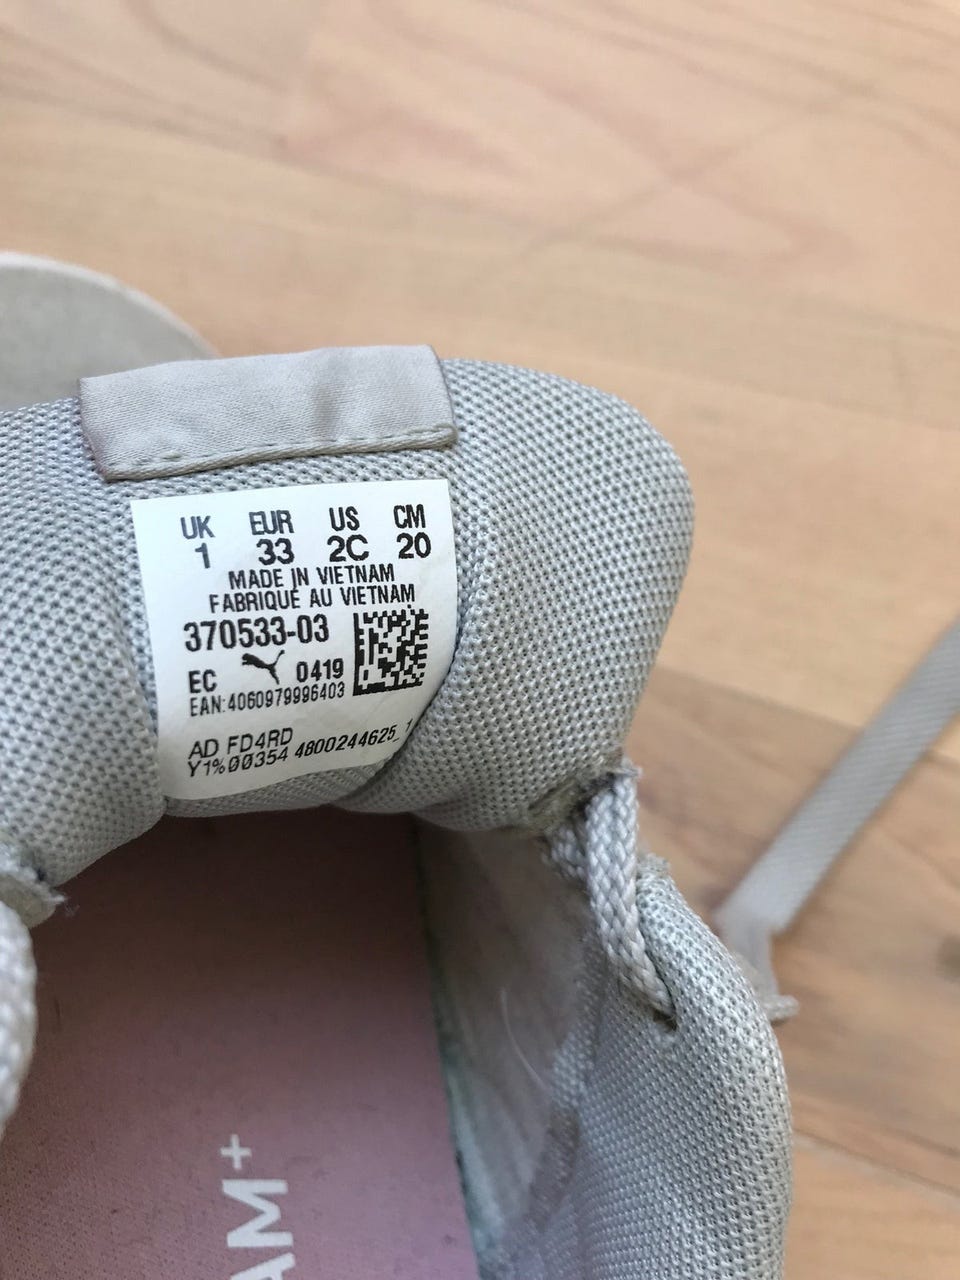 UK EUR US CM
1 33 2C 20
MADE IN VIETNAM
FABRIQUÉ AU VIETNAM
370533-03
EC 0419
EAN:4060979996403
AD FD4RD
Y1%00354 4800244625_1
AM+